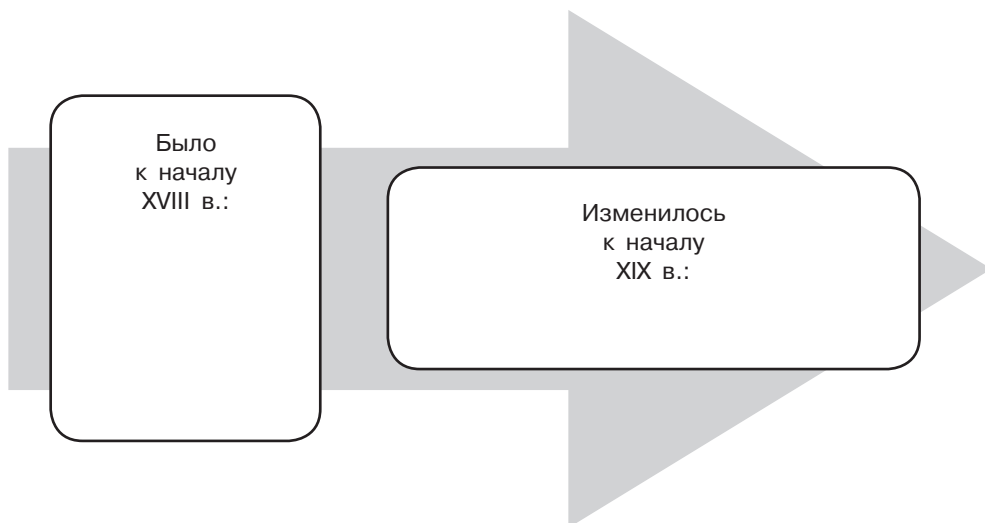 Было
к началу
XVIII в.:
Изменилось
к началу
XIX в.: